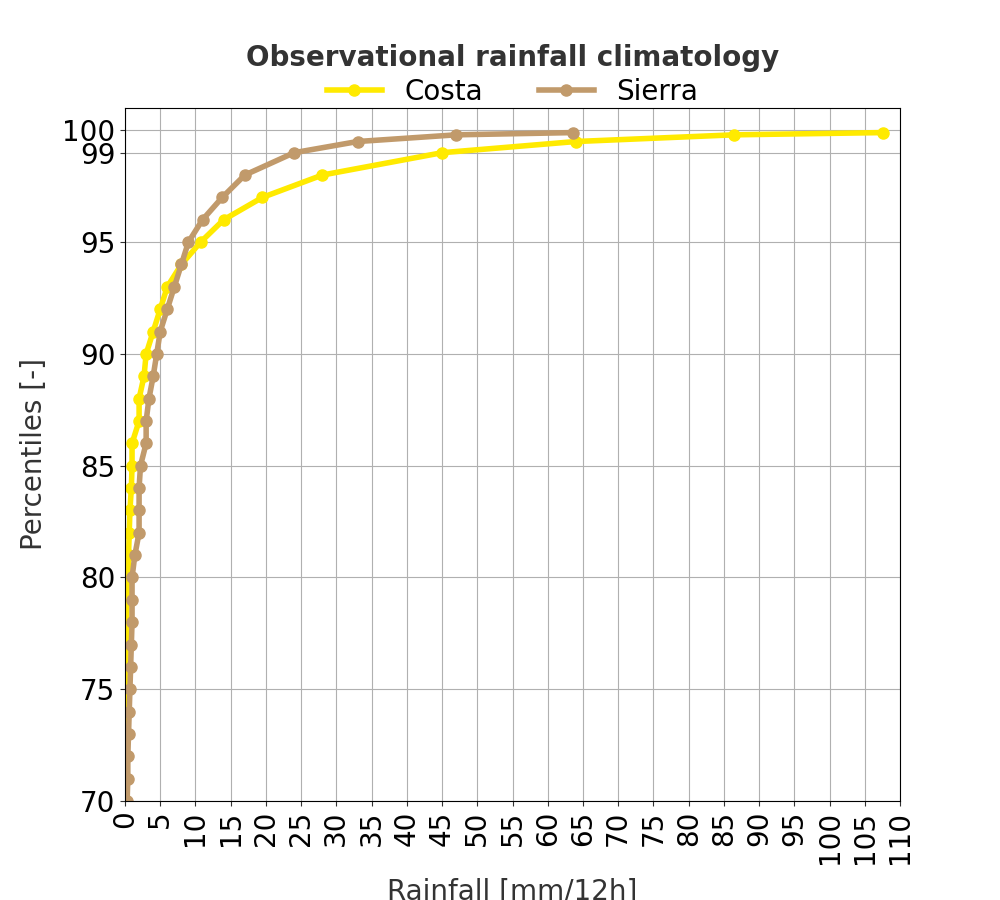 Observational rainfall climatology
Costa Sierra
100
99
95
90
85
80
75
70
Percentiles [-]
0 5 10 15 20 25 30 35 40 45 50 55 60 65 70 75 80 85 90 95 100 105 110
Rainfall [mm/12h]